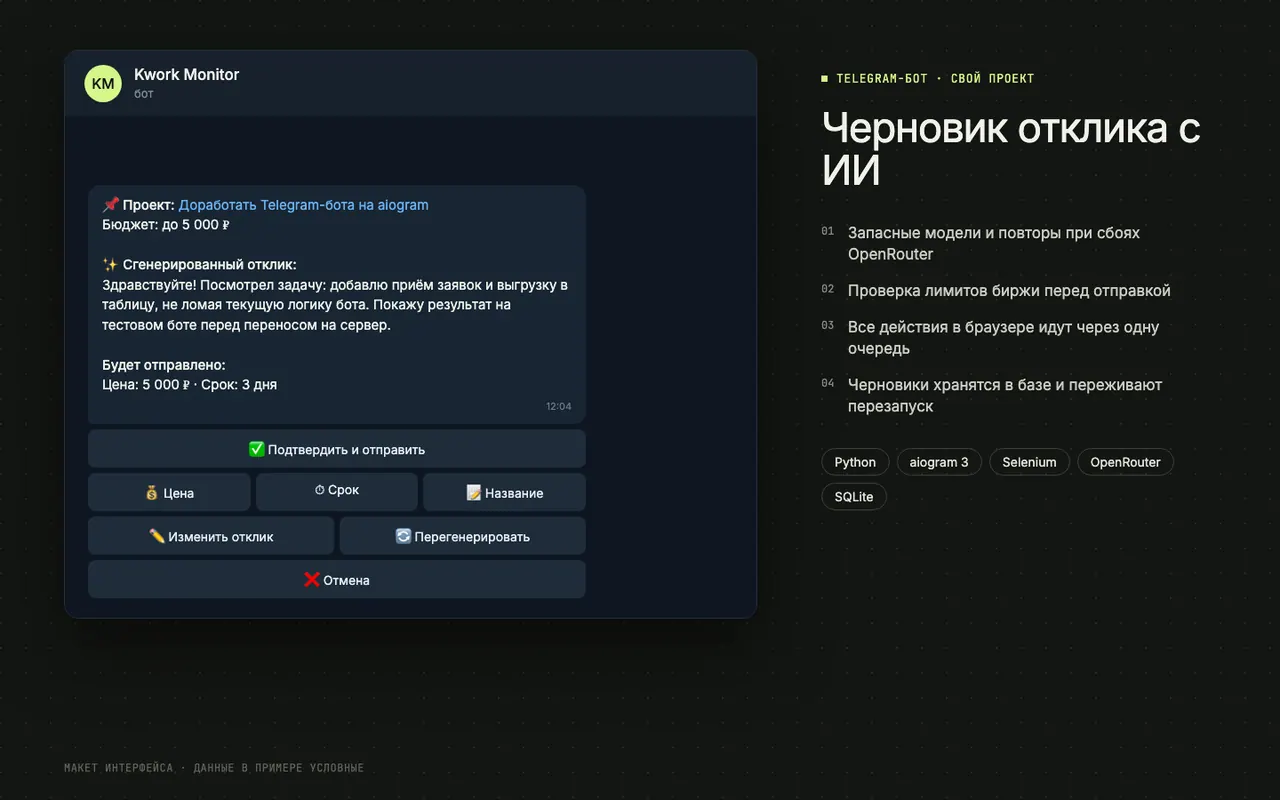 KM
Kwork Monitor
бот
📌 Проект: Доработать Telegram-бота на aiogram
Бюджет: до 5 000 ₽
✨ Сгенерированный отклик:
Здравствуйте! Посмотрел задачу: добавлю приём заявок и выгрузку в
таблицу, не ломая текущую логику бота. Покажу результат на
тестовом боте перед переносом на сервер.
Будет отправлено:
Цена: 5 000 ₽ · Срок: 3 дня
12:04
✅ Подтвердить и отправить
💰 Цена
⏱ Срок
📝 Название
✏️ Изменить отклик
🔄 Перегенерировать
❌ Отмена
TELEGRAM-БОТ · СВОЙ ПРОЕКТ
Черновик отклика с
ИИ
01 Запасные модели и повторы при сбоях
OpenRouter
02 Проверка лимитов биржи перед отправкой
03 Все действия в браузере идут через одну
очередь
04 Черновики хранятся в базе и переживают
перезапуск
Python
aiogram 3
Selenium
OpenRouter
SQLite
МАКЕТ ИНТЕРФЕЙСА · ДАННЫЕ В ПРИМЕРЕ УСЛОВНЫЕ